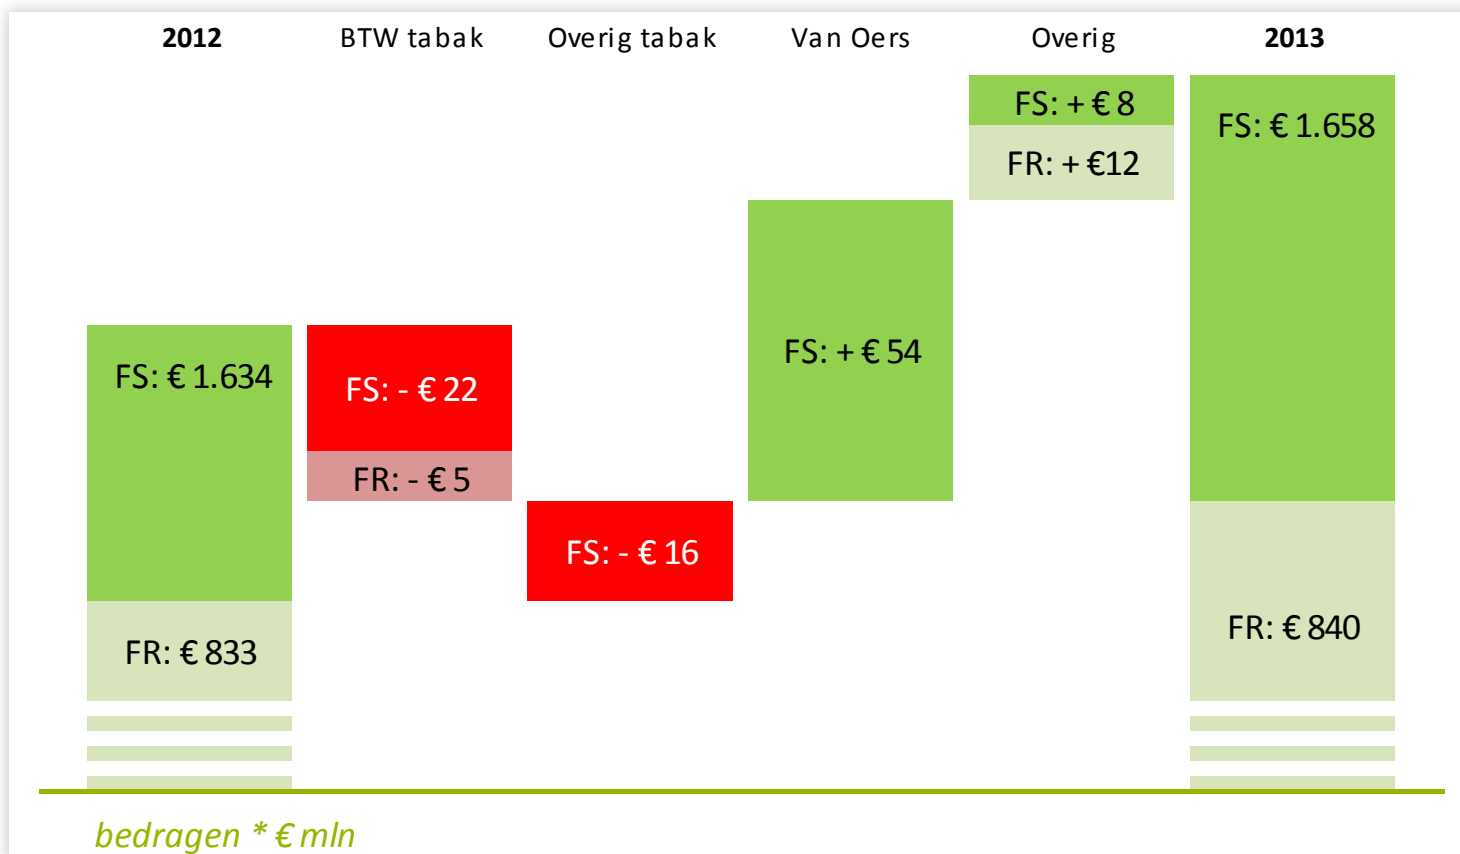 2012 BTW tabak Overig tabak Van Oers Overig 2013
FS: + € 8
FS: € 1.658
FR: + €12
FS: + € 54
FS: € 1.634
FS: - € 22
FR: - € 5
FS: - € 16
FR: € 833
FR: € 840
bedragen * € mln